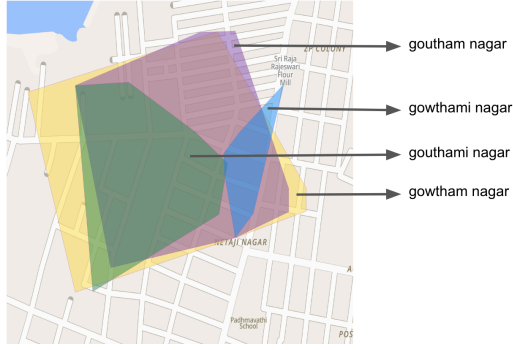 goutham nagar
ZP COLONY
Sri Raja
Rajeswari
Flour
Mill
gowthami nagar
gouthami nagar
gowtham nagar
NETAJI NAGAR
A
Padmavathi
School
POS